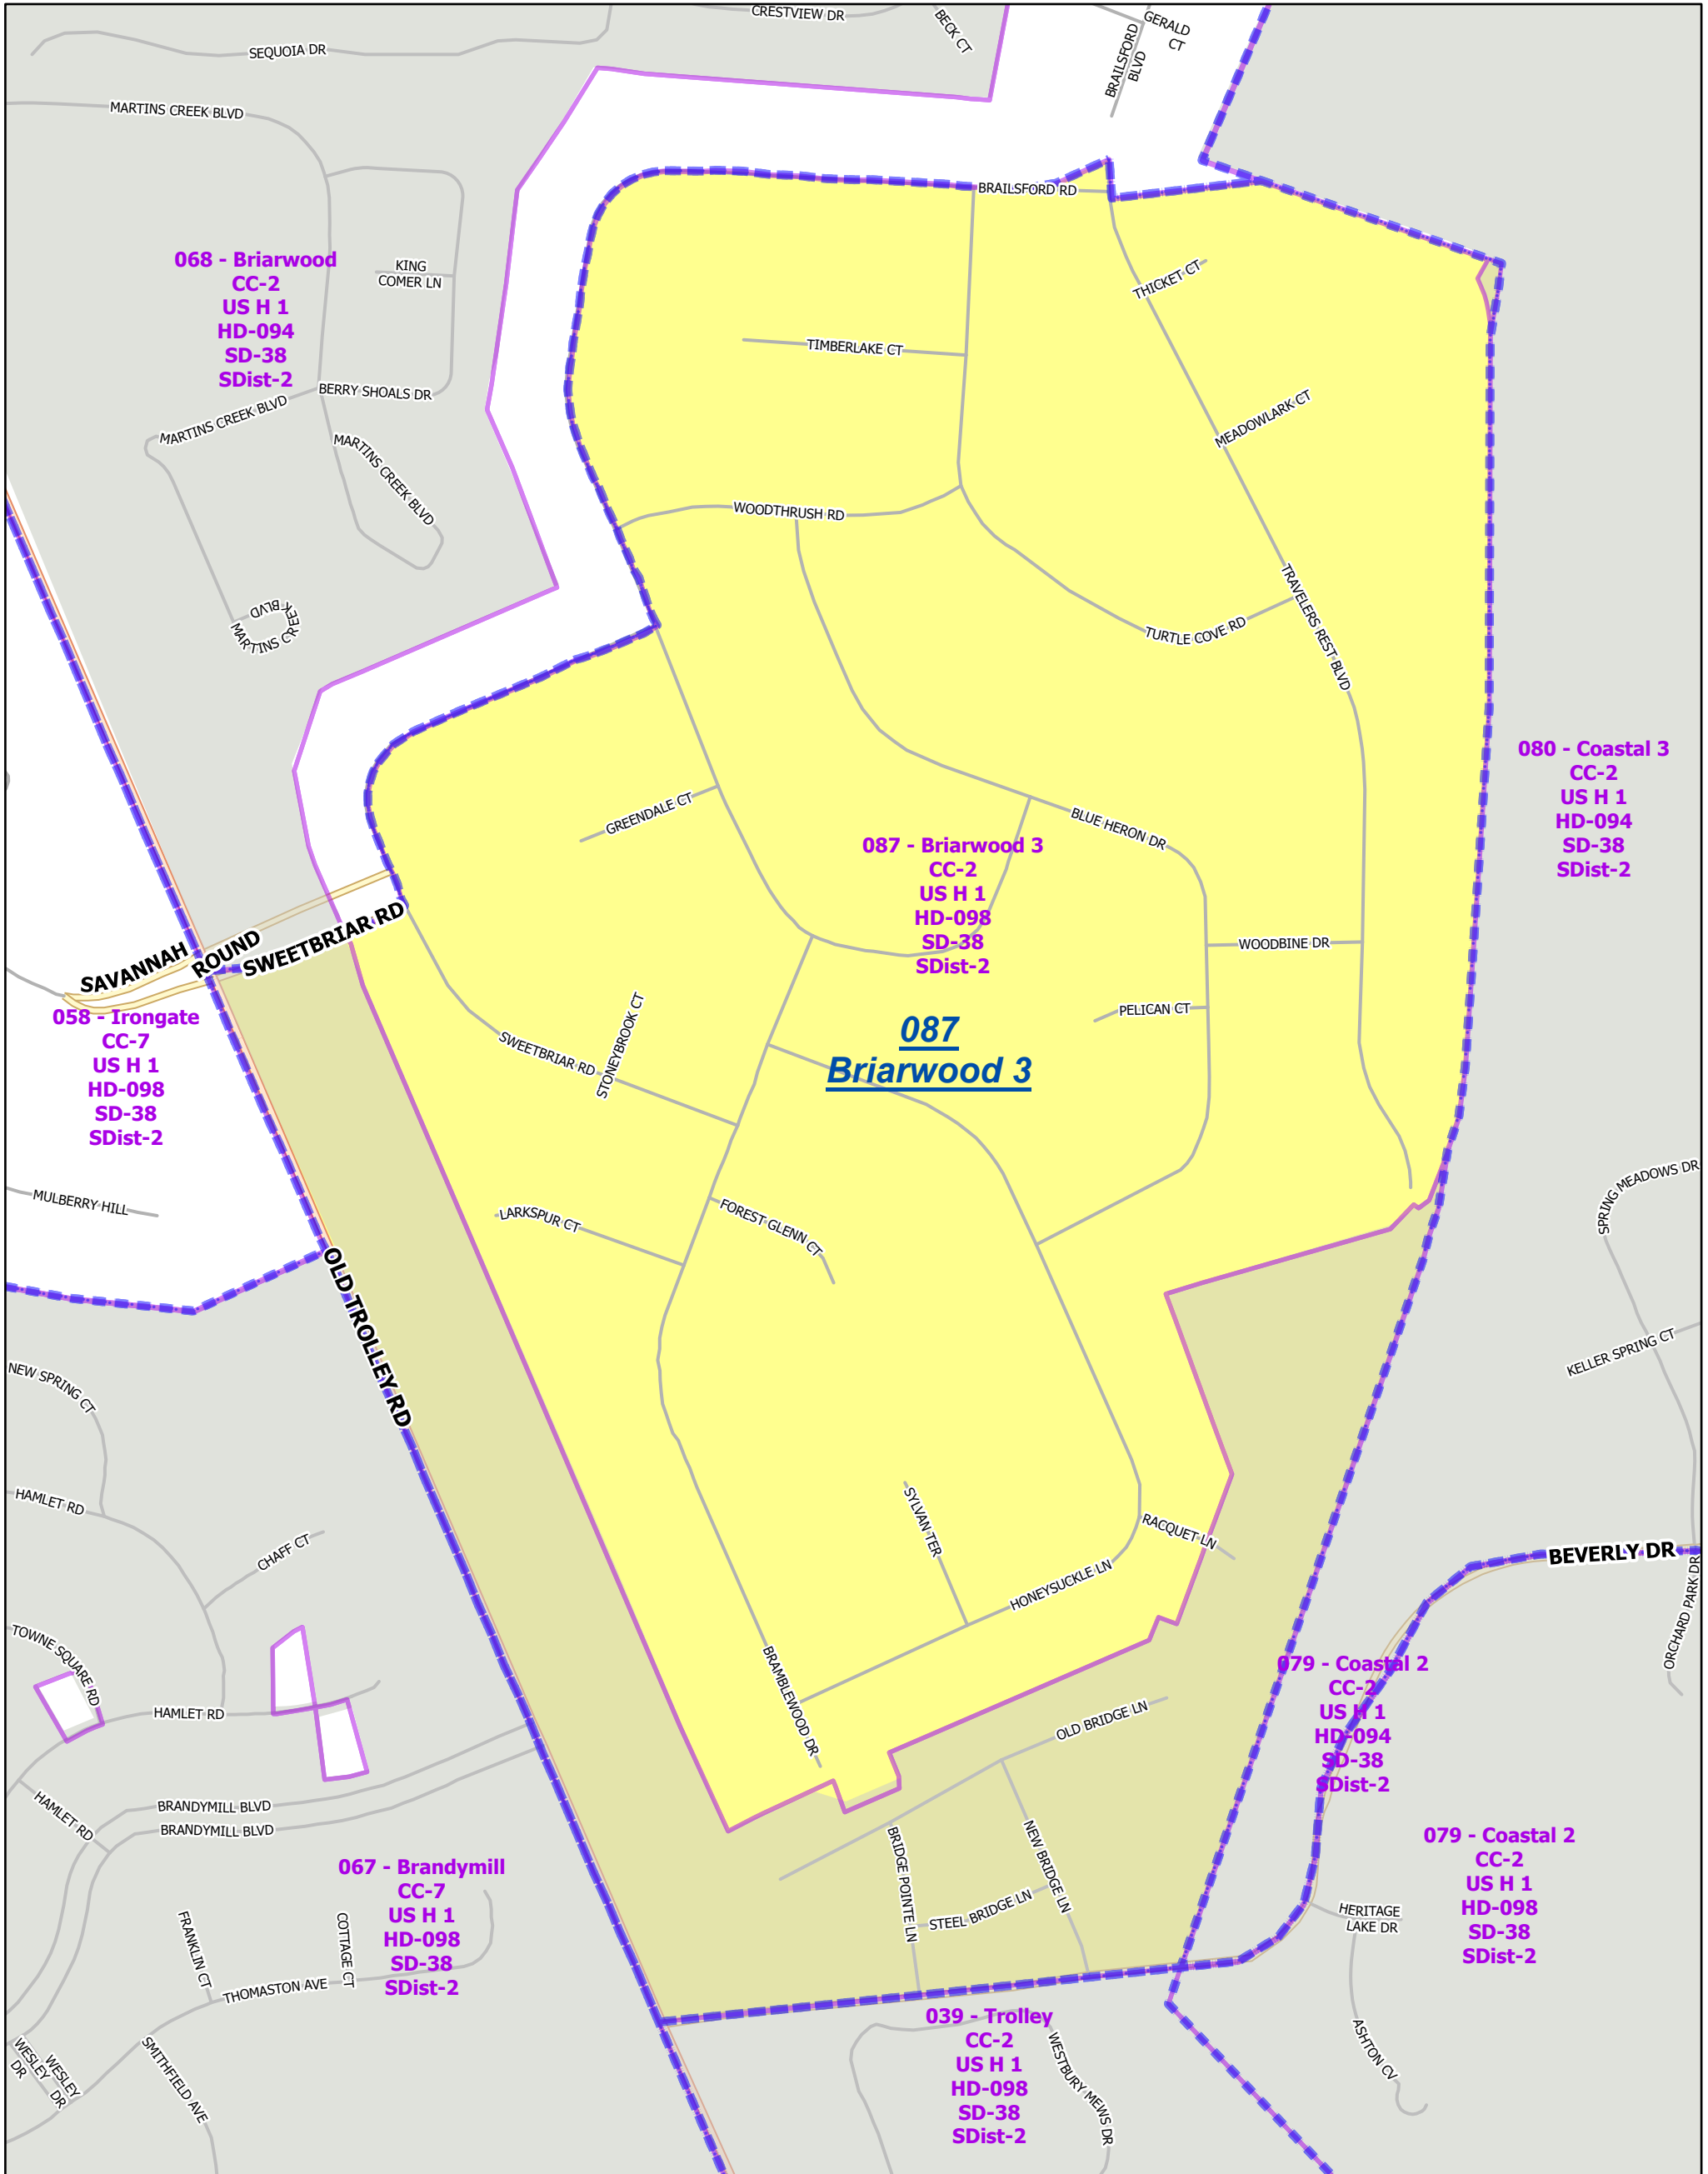 CRESTVIEW DR
BECK CT
GERALD
CT
BRAILSFORD
BLVD
SEQUOIA DR
MARTINS CREEK BLVD
BRAILSFORD RD
068 - Briarwood
CC-2
US H 1
HD-094
SD-38
SDist-2
KING
COMER LN
THICKET CT
TIMBERLAKE CT
BERRY SHOALS DR
MARTINS CREEK BLVD
MARTINS CREEK BLVD
MEADOWLARK CT
WOODTHRUSH RD
MARTINS CREEK BLVD
TURTLE COVE RD
TRAVELERS REST BLVD
080 - Coastal 3
CC-2
US H 1
HD-094
SD-38
SDist-2
GREENDALE CT
BLUE HERON DR
087 - Briarwood 3
CC-2
US H 1
HD-098
SD-38
SDist-2
SAVANNAH
ROUND
SWEETBRIAR RD
WOODBINE DR
PELICAN CT
058 - Irongate
CC-7
US H 1
HD-098
SD-38
SDist-2
SWEETBRIAR RD
STONEYBROOK CT
087
Briarwood 3
MULBERRY HILL
LARKSPUR CT
FOREST GLENN CT
SPRING MEADOWS DR
OLD TROLLEY RD
KELLER SPRING CT
NEW SPRING CT
HAMLET RD
CHAFF CT
SYLVAN TER
RACQUET LN
HONEYSUCKLE LN
BEVERLY DR
ORCHARD PARK DR
TOWNE SQUARE RD
HAMLET RD
BRAMBLEWOOD DR
OLD BRIDGE LN
079 - Coastal 2
CC-2
US H 1
HD-094
SD-38
SDist-2
HAMLET RD
BRANDYMILL BLVD
BRANDYMILL BLVD
067 - Brandymill
CC-7
US H 1
HD-098
SD-38
SDist-2
BRIDGE POINTE LN
NEW BRIDGE LN
STEEL BRIDGE LN
079 - Coastal 2
CC-2
US H 1
HD-098
SD-38
SDist-2
HERITAGE
LAKE DR
FRANKLIN CT
COTTAGE CT
THOMASTON AVE
039 - Trolley
CC-2
US H 1
HD-098
SD-38
SDist-2
WESLEY
DR
WESLEY
DR
SMITHFIELD AVE
WESTBURY MEWS DR
ASHTON CV